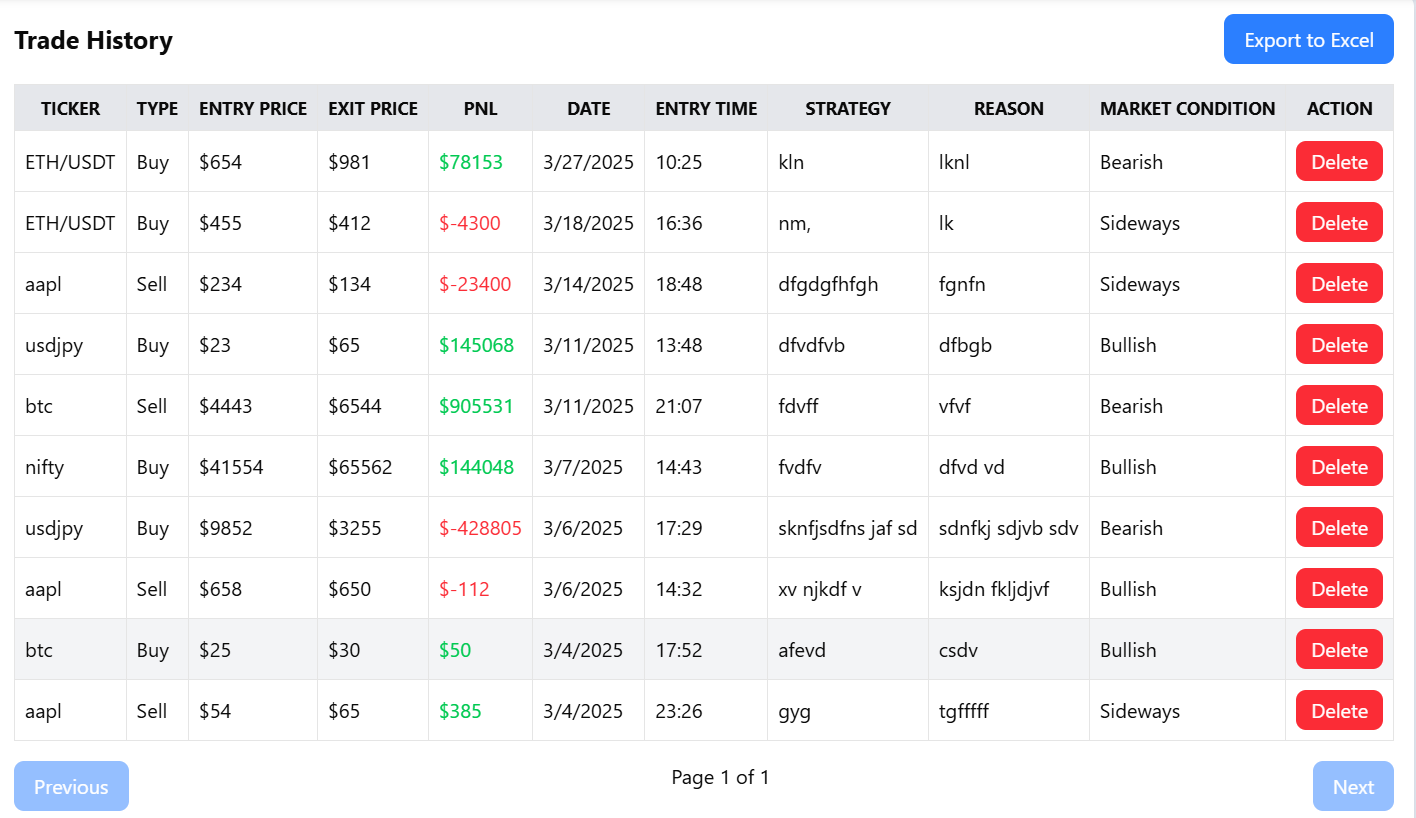 Trade History
Export to Excel
TICKER TYPE ENTRY PRICE EXIT PRICE PNL DATE ENTRY TIME STRATEGY REASON MARKET CONDITION ACTION
ETH/USDT Buy $654 $981 $78153 3/27/2025 10:25 kln lknl Bearish Delete
ETH/USDT Buy $455 $412 $-4300 3/18/2025 16:36 nm, lk Sideways Delete
aapl Sell $234 $134 $-23400 3/14/2025 18:48 dfgdgfhfgh fgnfn Sideways Delete
usdjpy Buy $23 $65 $145068 3/11/2025 13:48 dfvdfvb dfbgb Bullish Delete
btc Sell $4443 $6544 $905531 3/11/2025 21:07 fdvff vfvf Bearish Delete
nifty Buy $41554 $65562 $144048 3/7/2025 14:43 fvdfv dfvd vd Bullish Delete
usdjpy Buy $9852 $3255 $-428805 3/6/2025 17:29 sknfjsdfns jaf sd sdnfkj sdjvb sdv Bearish Delete
aapl Sell $658 $650 $-112 3/6/2025 14:32 xv njkdf v ksjdn fkljdjvf Bullish Delete
btc Buy $25 $30 $50 3/4/2025 17:52 afevd csdv Bullish Delete
aapl Sell $54 $65 $385 3/4/2025 23:26 gyg tgfffff Sideways Delete
Previous
Page 1 of 1
Next